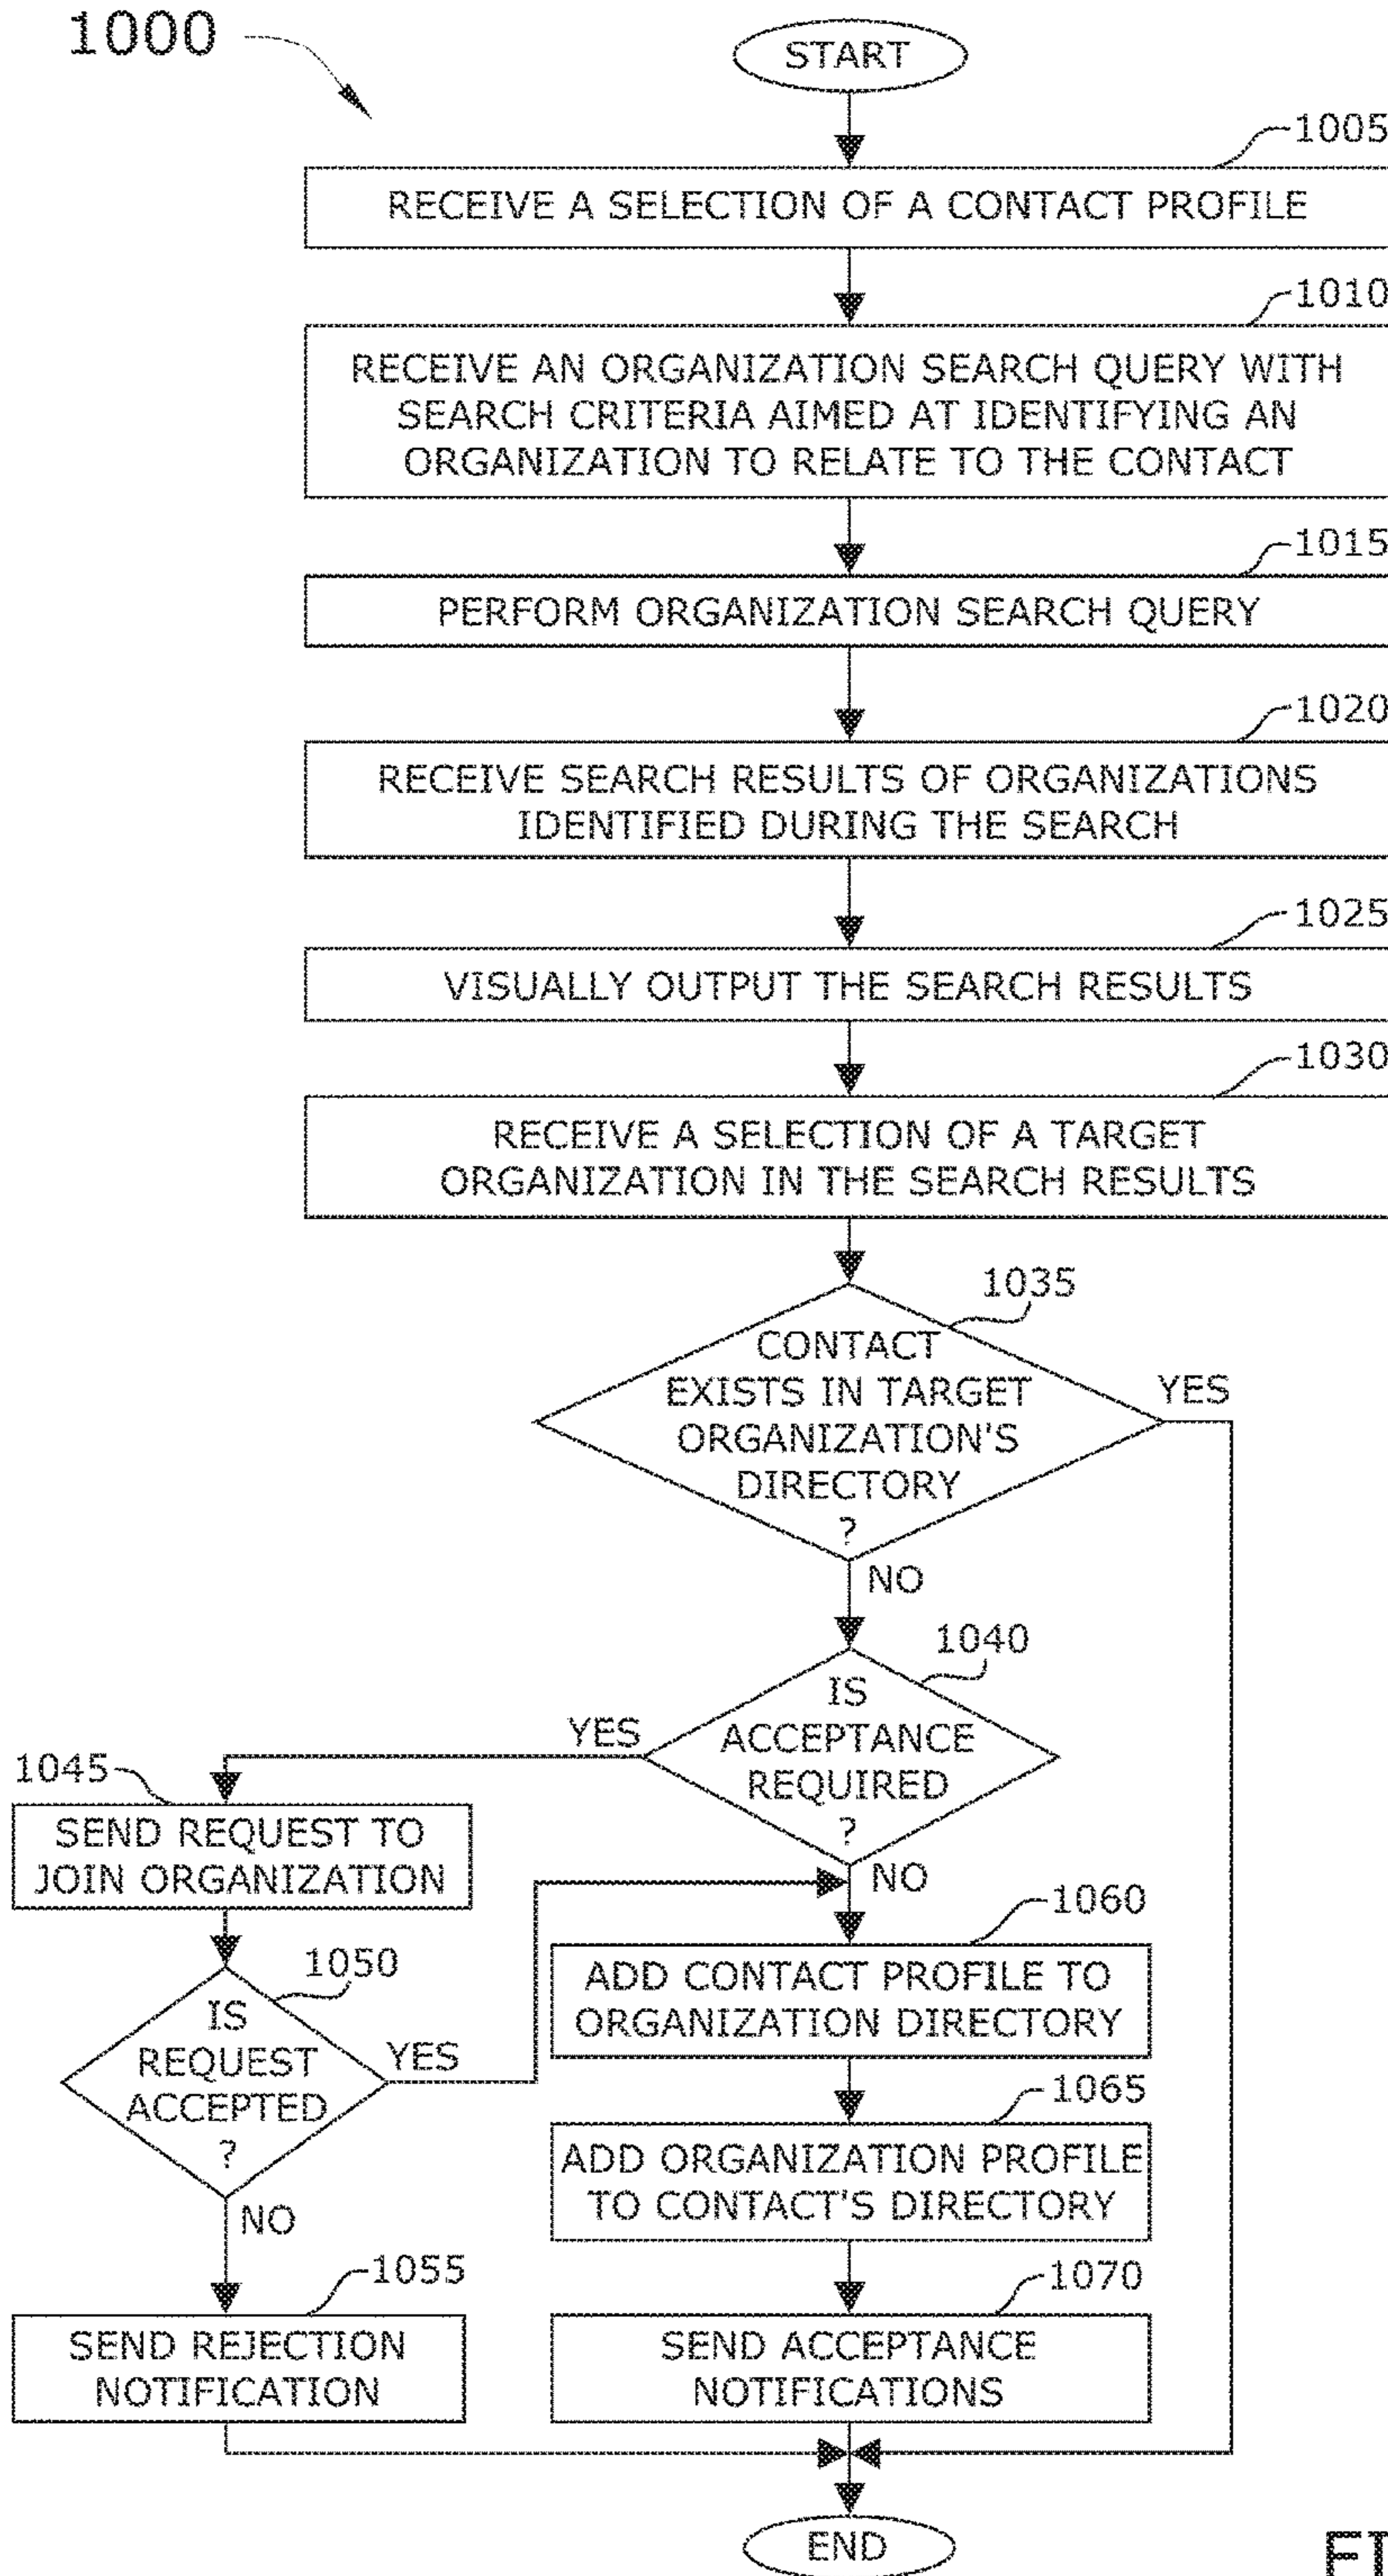 1000
START
1005
RECEIVE A SELECTION OF A CONTACT PROFILE
1010
RECEIVE AN ORGANIZATION SEARCH QUERY WITH
SEARCH CRITERIA AIMED AT IDENTIFYING AN
ORGANIZATION TO RELATE TO THE CONTACT
1015
PERFORM ORGANIZATION SEARCH QUERY
1020
RECEIVE SEARCH RESULTS OF ORGANIZATIONS
IDENTIFIED DURING THE SEARCH
1025
VISUALLY OUTPUT THE SEARCH RESULTS
1030
RECEIVE A SELECTION OF A TARGET
ORGANIZATION IN THE SEARCH RESULTS
1035
CONTACT
EXISTS IN TARGET
ORGANIZATION'S
DIRECTORY
?
YES
NO
1040
IS
ACCEPTANCE
REQUIRED
?
YES
NO
1045
SEND REQUEST TO
JOIN ORGANIZATION
1050
IS
REQUEST
ACCEPTED
?
YES
NO
1060
ADD CONTACT PROFILE TO
ORGANIZATION DIRECTORY
1065
ADD ORGANIZATION PROFILE
TO CONTACT'S DIRECTORY
1055
SEND REJECTION
NOTIFICATION
1070
SEND ACCEPTANCE
NOTIFICATIONS
END